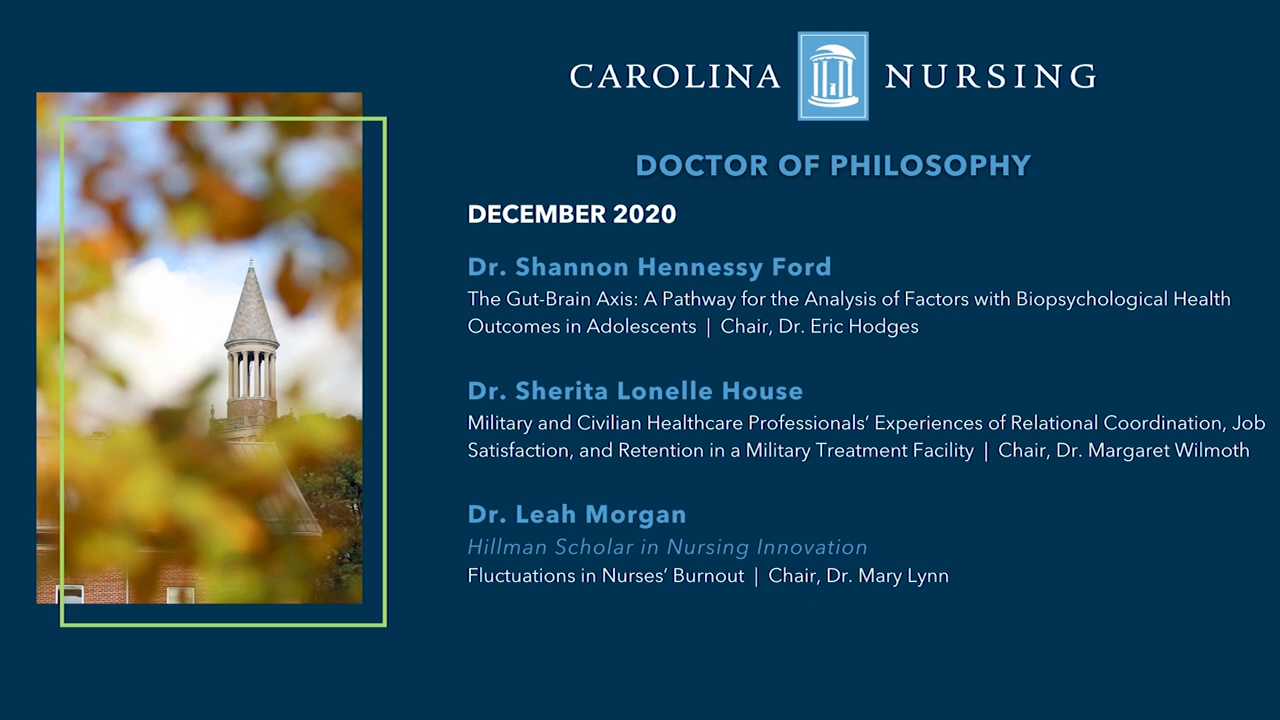 CAROLINA NURSING
DOCTOR OF PHILOSOPHY
DECEMBER 2020
Dr. Shannon Hennessy Ford
The Gut-Brain Axis: A Pathway for the Analysis of Factors with Biopsychological Health
Outcomes in Adolescents | Chair, Dr. Eric Hodges
Dr. Sherita Lonelle House
Military and Civilian Healthcare Professionals’ Experiences of Relational Coordination, Job
Satisfaction, and Retention in a Military Treatment Facility | Chair, Dr. Margaret Wilmoth
Dr. Leah Morgan
Hillman Scholar in Nursing Innovation
Fluctuations in Nurses’ Burnout | Chair, Dr. Mary Lynn